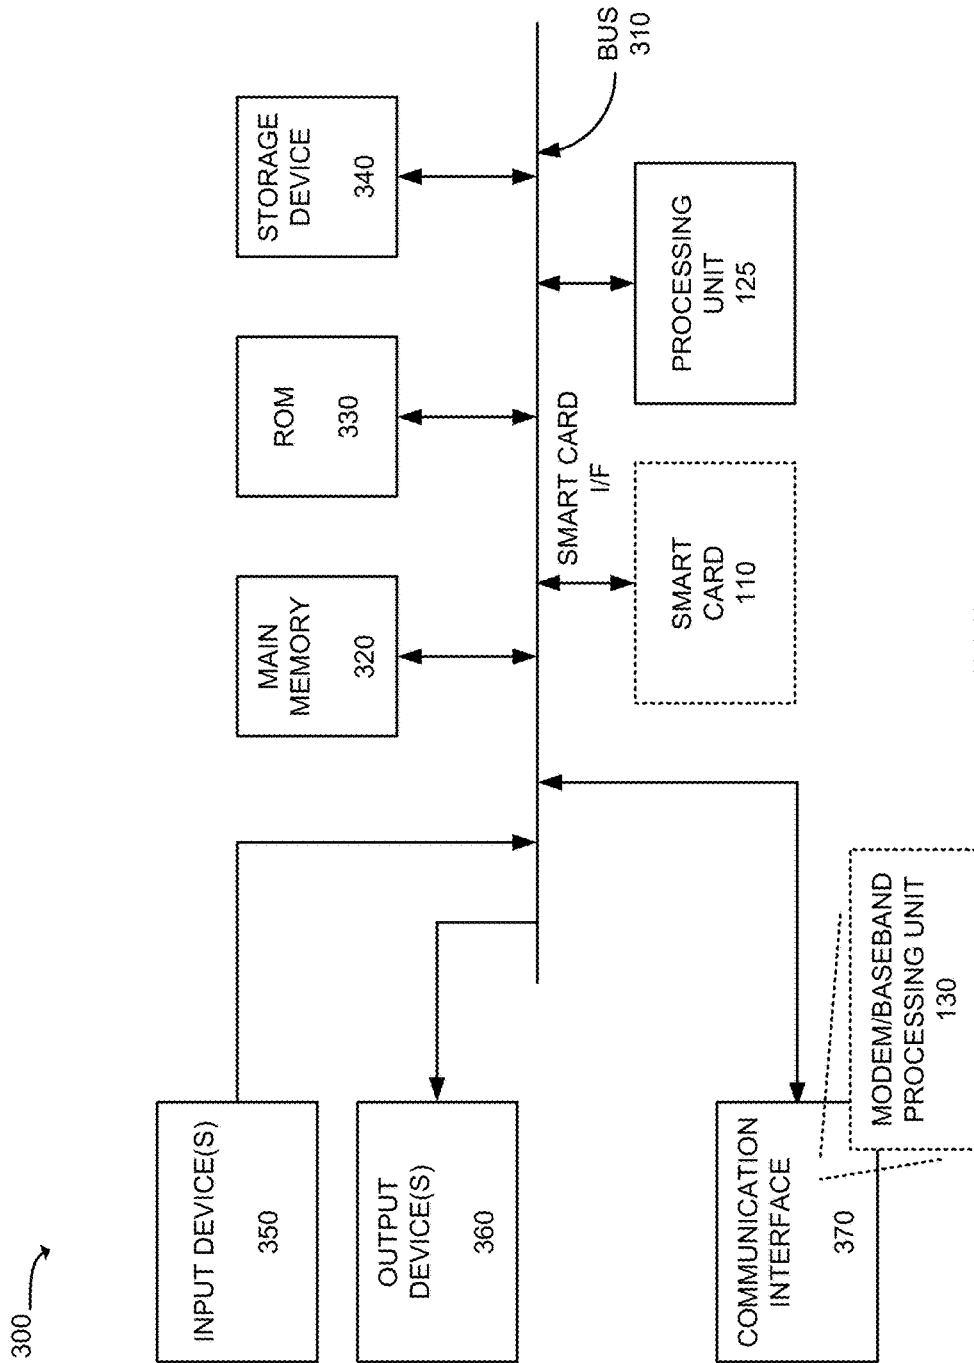 300
INPUT DEVICE(S)
350
OUTPUT
DEVICE(S)
360
COMMUNICATION
INTERFACE
370
MODEM/BASEBAND
PROCESSING UNIT
130
MAIN
MEMORY
320
ROM
330
STORAGE
DEVICE
340
BUS
310
SMART CARD
I/F
SMART
CARD
110
PROCESSING
UNIT
125